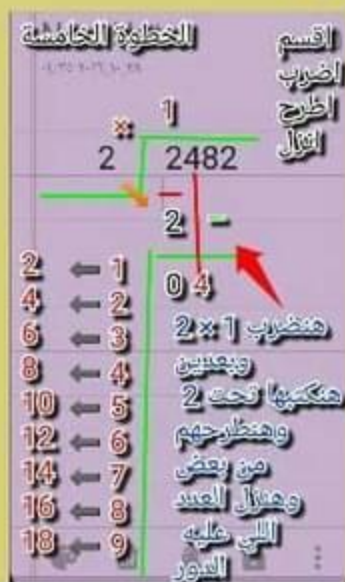 الخطوة الخامسة
اقسم
اضرب
اطرح
انزل
1
×
2 2482
2 -
0 4
2 ⇐ 1
4 ⇐ 2
6 ⇐ 3
8 ⇐ 4
10 ⇐ 5
12 ⇐ 6
14 ⇐ 7
16 ⇐ 8
18 ⇐ 9
هنضرب 1 × 2
وبعدين
هنكتبها تحت 2
وهنطرحهم
من بعض
وهنزل العدد
اللي عليه
الدور